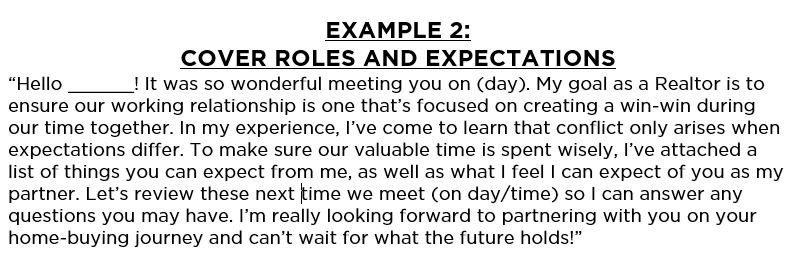 EXAMPLE 2:
COVER ROLES AND EXPECTATIONS
“Hello ______! It was so wonderful meeting you on (day). My goal as a Realtor is to
ensure our working relationship is one that’s focused on creating a win-win during
our time together. In my experience, I’ve come to learn that conflict only arises when
expectations differ. To make sure our valuable time is spent wisely, I’ve attached a
list of things you can expect from me, as well as what I feel I can expect of you as my
partner. Let’s review these next time we meet (on day/time) so I can answer any
questions you may have. I’m really looking forward to partnering with you on your
home-buying journey and can’t wait for what the future holds!”